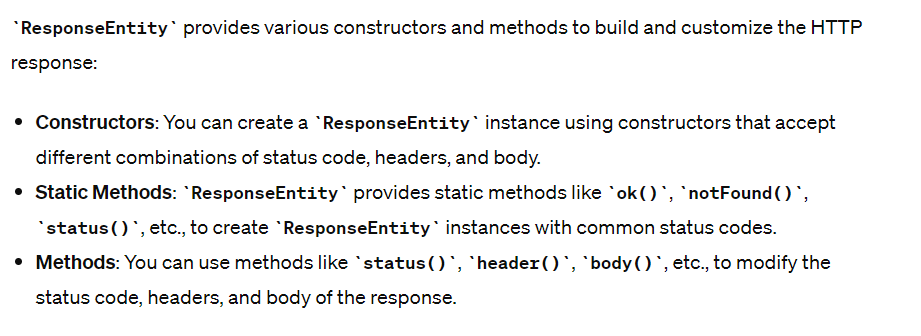 `ResponseEntity` provides various constructors and methods to build and customize the HTTP
response:
• Constructors: You can create a `ResponseEntity` instance using constructors that accept
different combinations of status code, headers, and body.
• Static Methods: `ResponseEntity` provides static methods like `ok()`, `notFound()`,
`status()`, etc., to create `ResponseEntity` instances with common status codes.
• Methods: You can use methods like `status()`, `header()`, `body()`, etc., to modify the
status code, headers, and body of the response.